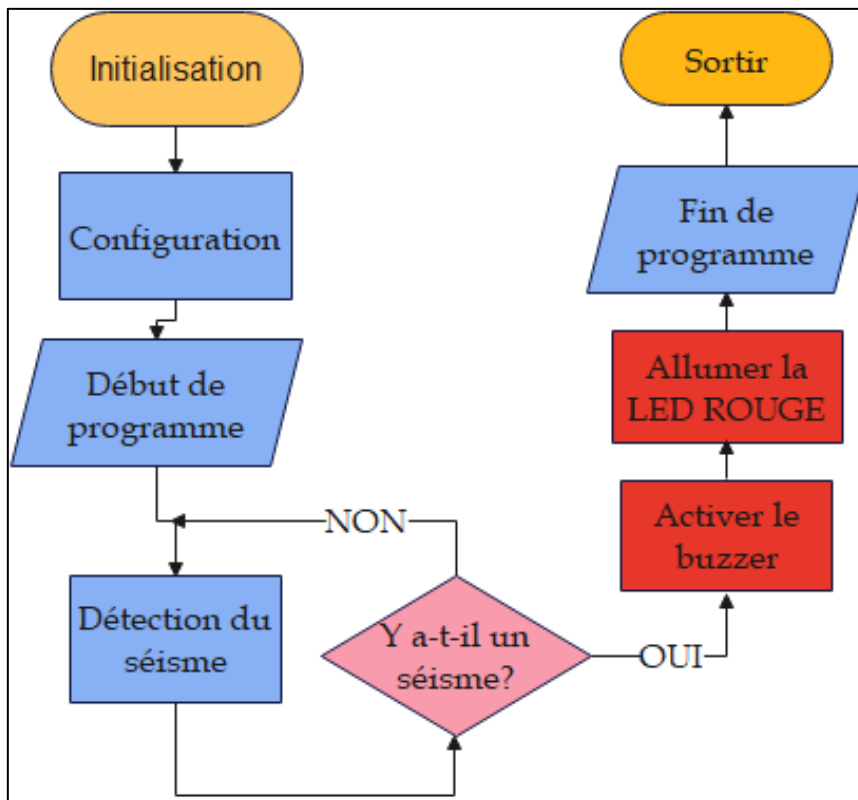 Initialisation
Configuration
Début de
programme
NON
Détection du
séisme
Y a-t-il un
séisme?
OUI
Activer le
buzzer
Allumer la
LED ROUGE
Fin de
programme
Sortir